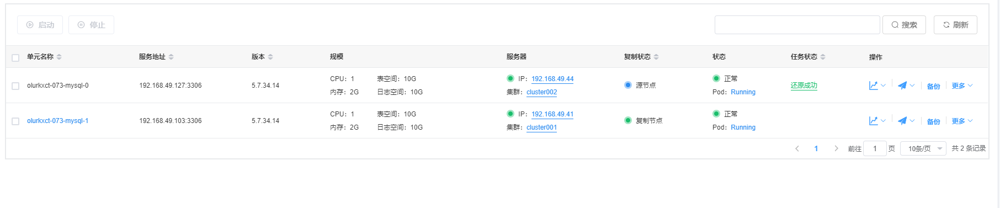 启动 停止 搜索 刷新
单元名称 服务地址 版本 规模 服务器 复制状态 状态 任务状态 操作
CPU：1 表空间：10G IP：192.168.49.44 正常
olurkxct-073-mysql-0 192.168.49.127:3306 5.7.34.14 源节点 还原成功 备份 更多
内存：2G 日志空间：10G 集群：cluster002 Pod：Running
CPU：1 表空间：10G IP：192.168.49.41 正常
olurkxct-073-mysql-1 192.168.49.103:3306 5.7.34.14 复制节点 备份 更多
内存：2G 日志空间：10G 集群：cluster001 Pod：Running
1 前往 1 页 10条/页 共 2 条记录